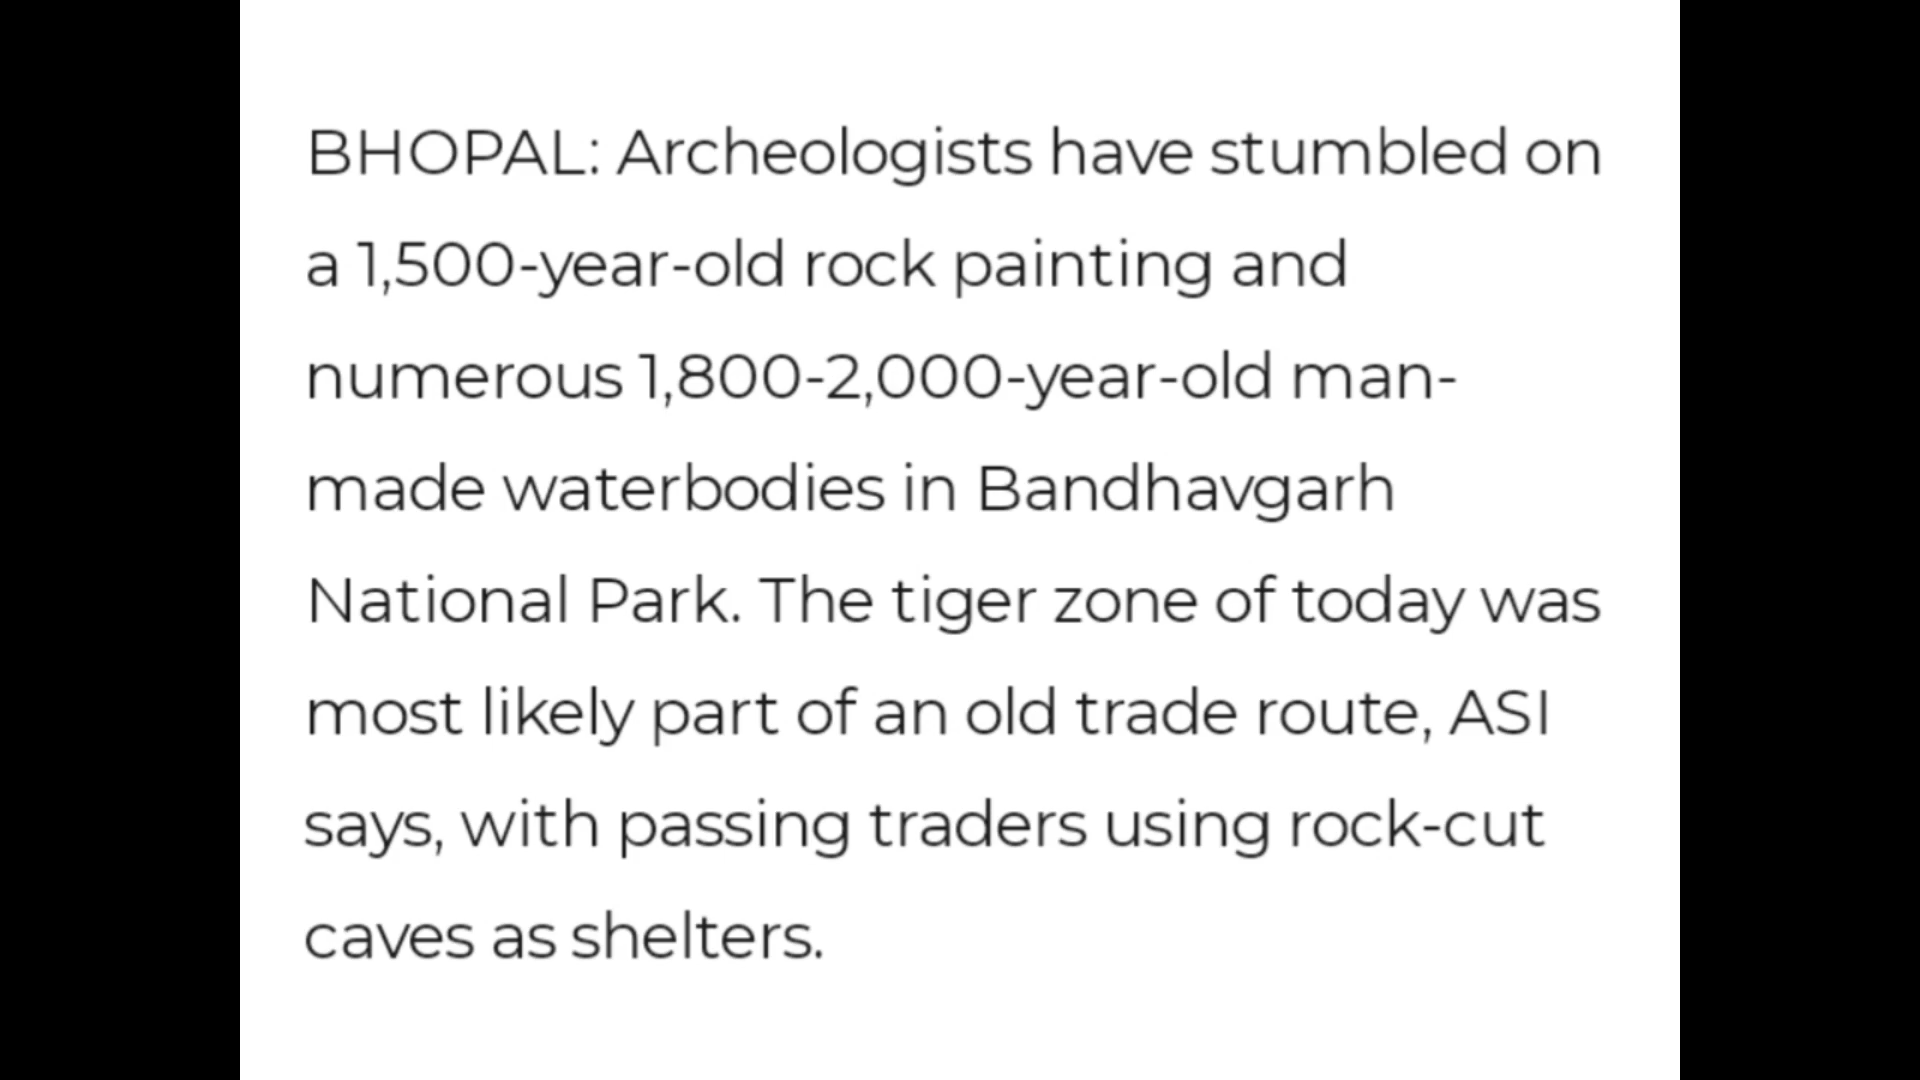 BHOPAL: Archeologists have stumbled on
a 1,500-year-old rock painting and
numerous 1,800-2,000-year-old man-
made waterbodies in Bandhavgarh
National Park. The tiger zone of today was
most likely part of an old trade route, ASI
says, with passing traders using rock-cut
caves as shelters.